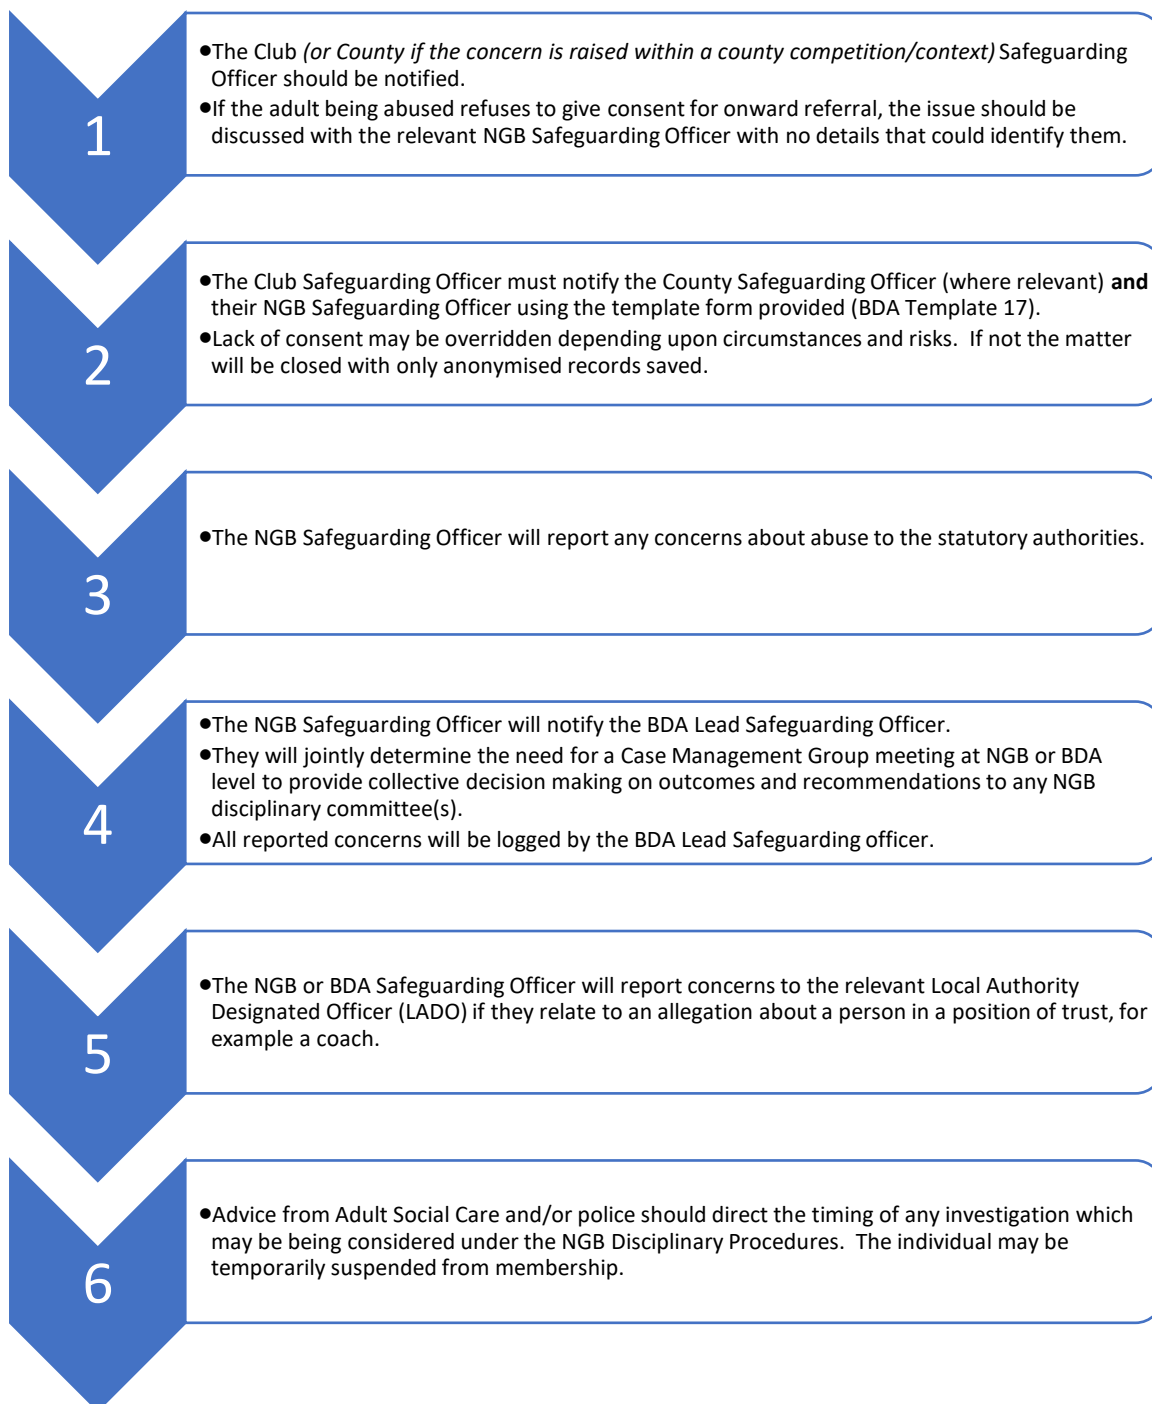 1
●The Club (or County if the concern is raised within a county competition/context) Safeguarding
Officer should be notified.
●If the adult being abused refuses to give consent for onward referral, the issue should be
discussed with the relevant NGB Safeguarding Officer with no details that could identify them.
2
●The Club Safeguarding Officer must notify the County Safeguarding Officer (where relevant) and
their NGB Safeguarding Officer using the template form provided (BDA Template 17).
●Lack of consent may be overridden depending upon circumstances and risks.  If not the matter
will be closed with only anonymised records saved.
3
●The NGB Safeguarding Officer will report any concerns about abuse to the statutory authorities.
4
●The NGB Safeguarding Officer will notify the BDA Lead Safeguarding Officer.
●They will jointly determine the need for a Case Management Group meeting at NGB or BDA
level to provide collective decision making on outcomes and recommendations to any NGB
disciplinary committee(s).
●All reported concerns will be logged by the BDA Lead Safeguarding officer.
5
●The NGB or BDA Safeguarding Officer will report concerns to the relevant Local Authority
Designated Officer (LADO) if they relate to an allegation about a person in a position of trust, for
example a coach.
6
●Advice from Adult Social Care and/or police should direct the timing of any investigation which
may be being considered under the NGB Disciplinary Procedures.  The individual may be
temporarily suspended from membership.